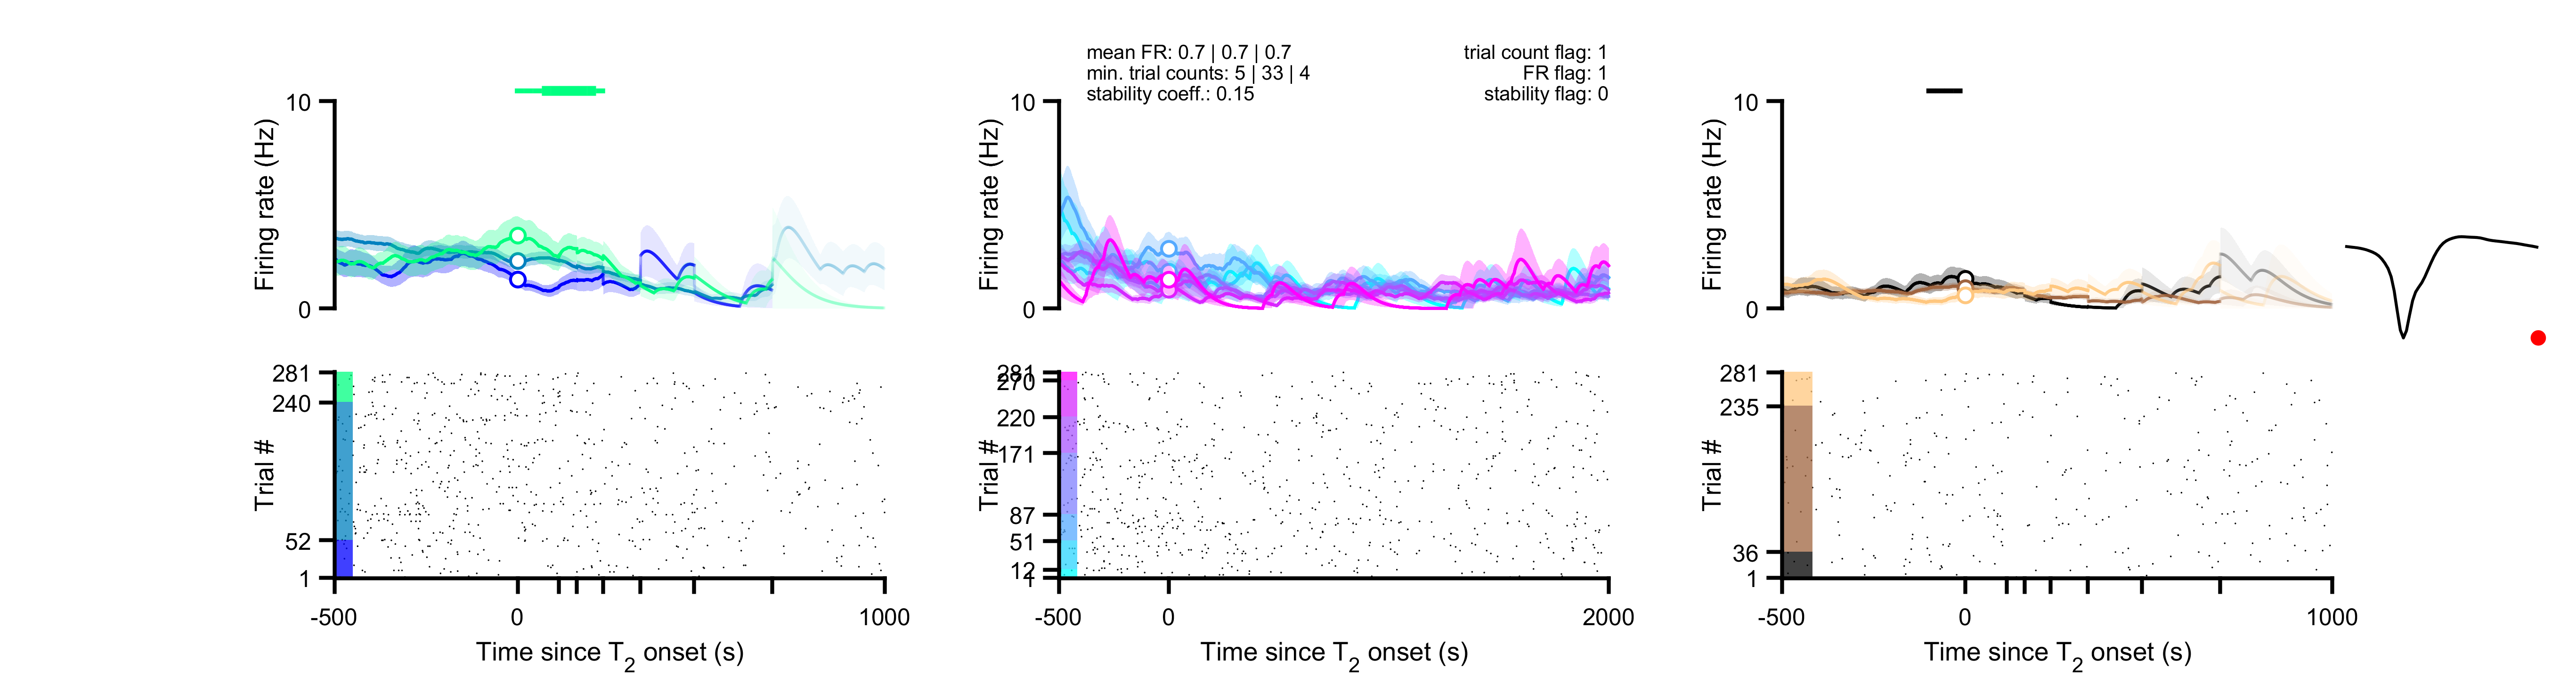 mean FR: 0.7 | 0.7 | 0.7
min. trial counts: 5 | 33 | 4
stability coeff.: 0.15
trial count flag: 1
FR flag: 1
stability flag: 0
10
Firing rate (Hz)
0
10
Firing rate (Hz)
0
10
Firing rate (Hz)
0
281
240
Trial #
52
1
-500
0
1000
Time since T2 onset (s)
281
270
220
171
Trial #
87
51
12
1
-500
0
2000
Time since T2 onset (s)
281
235
Trial #
36
1
-500
0
1000
Time since T2 onset (s)